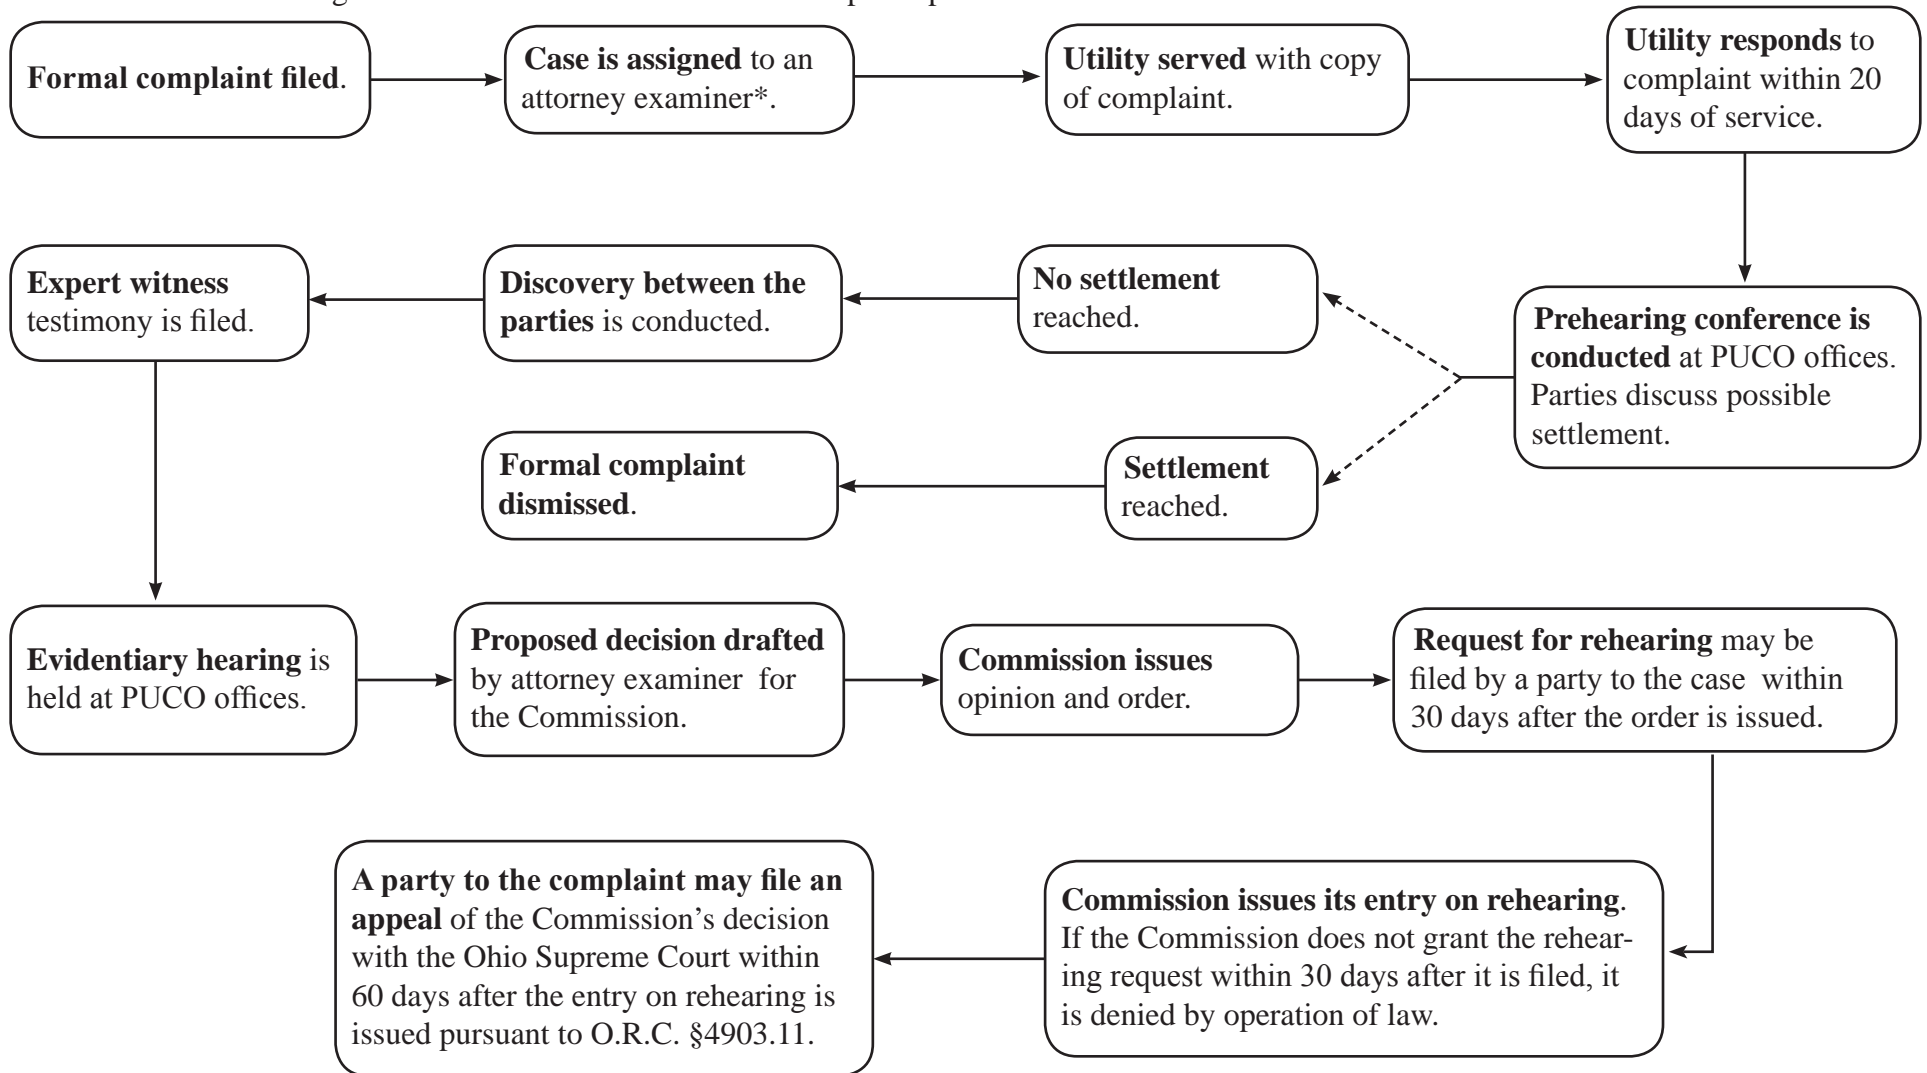 Formal complaint filed.
Case is assigned to an
attorney examiner*.
Utility served with copy
of complaint.
Utility responds to
complaint within 20
days of service.
Prehearing conference is
conducted at PUCO offices.
Parties discuss possible
settlement.
No settlement
reached.
Discovery between the
parties is conducted.
Expert witness
testimony is filed.
Settlement
reached.
Formal complaint
dismissed.
Evidentiary hearing is
held at PUCO offices.
Proposed decision drafted
by attorney examiner for
the Commission.
Commission issues
opinion and order.
Request for rehearing may be
filed by a party to the case within
30 days after the order is issued.
Commission issues its entry on rehearing.
If the Commission does not grant the rehear-
ing request within 30 days after it is filed, it
is denied by operation of law.
A party to the complaint may file an
appeal of the Commission’s decision
with the Ohio Supreme Court within
60 days after the entry on rehearing is
issued pursuant to O.R.C. §4903.11.